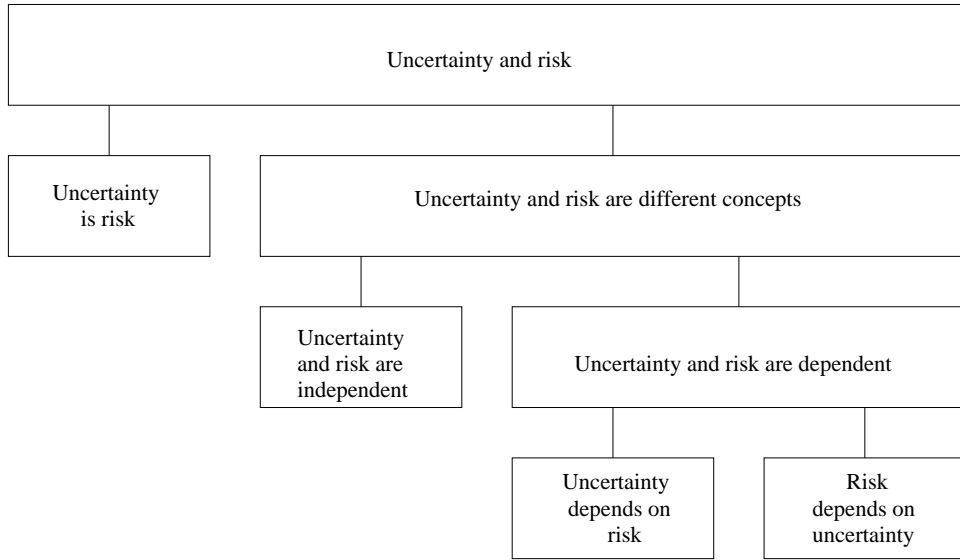 Uncertainty and risk
Uncertainty
is risk
Uncertainty and risk are different concepts
Uncertainty
and risk are
independent
Uncertainty and risk are dependent
Uncertainty
depends on
risk
Risk
depends on
uncertainty